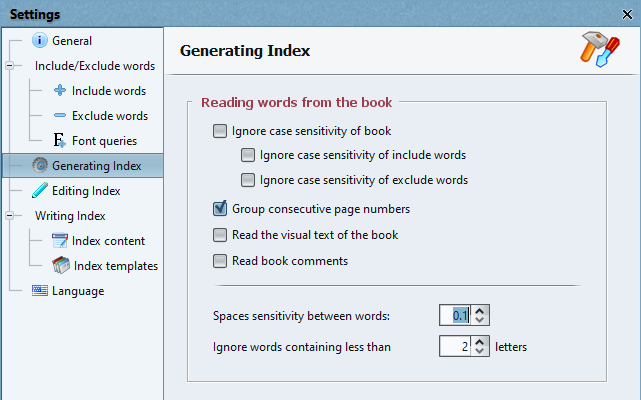 Settings
General
Include/Exclude words
Include words
Exclude words
Font queries
Generating Index
Editing Index
Writing Index
Index content
Index templates
Language
Generating Index
Reading words from the book
Ignore case sensitivity of book
Ignore case sensitivity of include words
Ignore case sensitivity of exclude words
Group consecutive page numbers
Read the visual text of the book
Read book comments
Spaces sensitivity between words: 0.1
Ignore words containing less than 2 letters